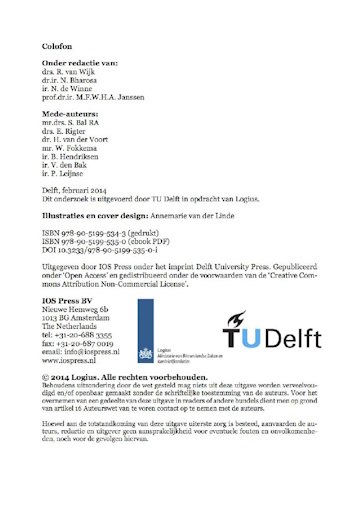 Colofon
Onder redactie van:
drs. R. van Wijk
dr.ir. N. Bharosa
ir. N. de Winne
prof.dr.ir. M.F.W.H.A. Janssen
Mede-auteurs:
mr.drs. S. Bal RA
drs. E. Rigter
dr. H. van der Voort
mr. W. Fokkema
ir. B. Hendriksen
ir. V. den Bak
ir. P. Leijnse
Delft, februari 2014
Dit onderzoek is uitgevoerd door TU Delft in opdracht van Logius.
Illustraties en cover design: Annemarie van der Linde
ISBN 978-90-5199-534-3 (gedrukt)
ISBN 978-90-5199-535-0 (ebook PDF)
DOI 10.3233/978-90-5199-535-0-i
Uitgegeven door IOS Press onder het imprint Delft University Press. Gepubliceerd
onder 'Open Access' en gedistribueerd onder de voorwaarden van de 'Creative Com-
mons Attribution Non-Commercial License'.
IOS Press BV
Nieuwe Hemweg 6b
1013 BG Amsterdam
The Netherlands
tel: +31-20-688 3355
fax: +31-20-687 0019
email: info@iospress.nl
www.iospress.nl
Logius
Ministerie van Binnenlandse Zaken en
Koninkrijksrelaties
TU Delft
© 2014 Logius. Alle rechten voorbehouden.
Behoudens uitzondering door de wet gesteld mag niets uit deze uitgave worden verveelvou-
digd en/of openbaar gemaakt zonder de schriftelijke toestemming van de auteurs. Voor het
overnemen van een gedeelte van deze uitgave in readers of andere bundels dient men op grond
van artikel 16 Auteurswet van te voren contact op te nemen met de auteurs.
Hoewel aan de totstandkoming van deze uitgave uiterste zorg is besteed, aanvaarden de au-
teurs, redactie en uitgever geen aansprakelijkheid voor eventuele fouten en onvolkomenhe-
den, noch voor de gevolgen hiervan.